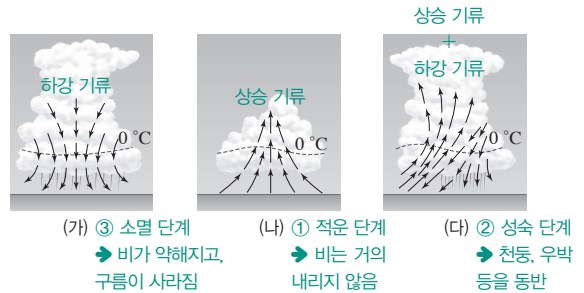 상승 기류
+
하강 기류
하강 기류
상승 기류
0 °C
0 °C
0 °C
(가) ③ 소멸 단계
➜ 비가 약해지고,
구름이 사라짐
(나) ① 적운 단계
➜ 비는 거의
내리지 않음
(다) ② 성숙 단계
➜ 천둥, 우박
등을 동반